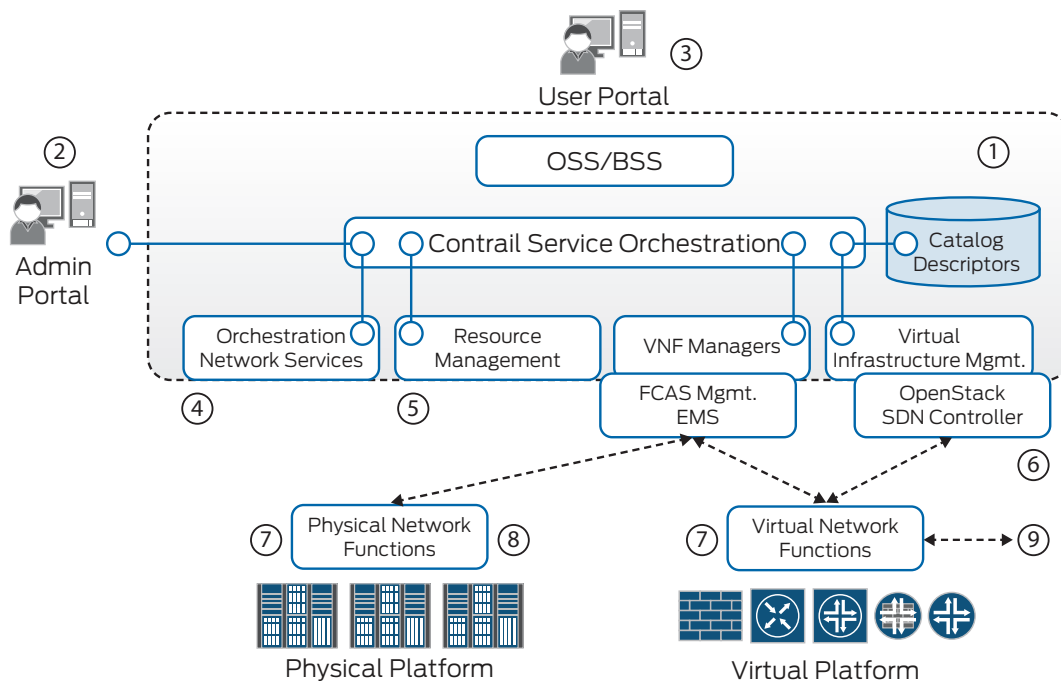 3
User Portal
2
1
OSS/BSS
Admin
Portal
Contrail Service Orchestration
Catalog
Descriptors
Orchestration
Network Services
Resource
Management
VNF Managers
Virtual
Infrastructure Mgmt.
4
5
FCAS Mgmt.
EMS
OpenStack
SDN Controller
6
7
Physical Network
Functions
8
7
Virtual Network
Functions
9
Physical Platform
Virtual Platform